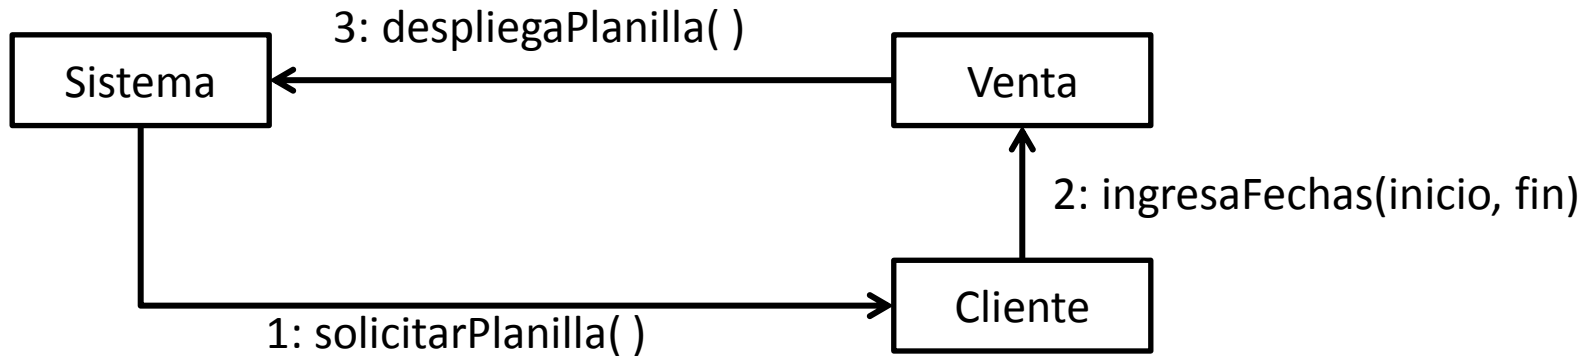 3: despliegaPlanilla( )
Sistema
Venta
2: ingresaFechas(inicio, fin)
Cliente
1: solicitarPlanilla( )